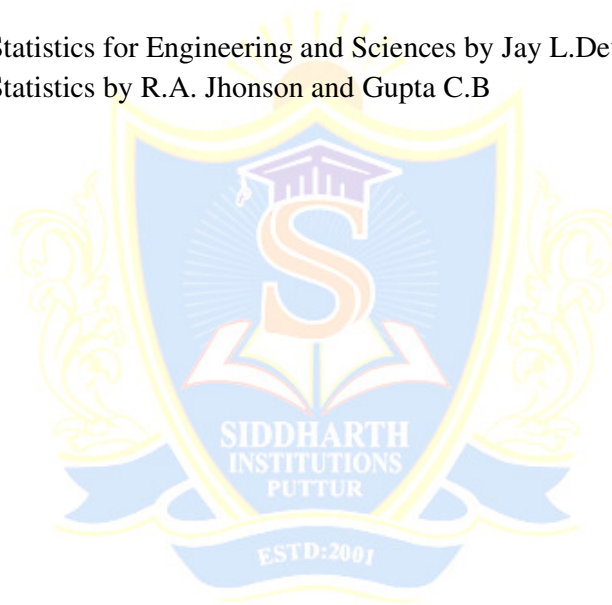 Statistics for Engineering and Sciences by Jay L.De
Statistics by R.A. Jhonson and Gupta C.B
S
SIDDHARTH
INSTITUTIONS
PUTTUR
ESTD:2001